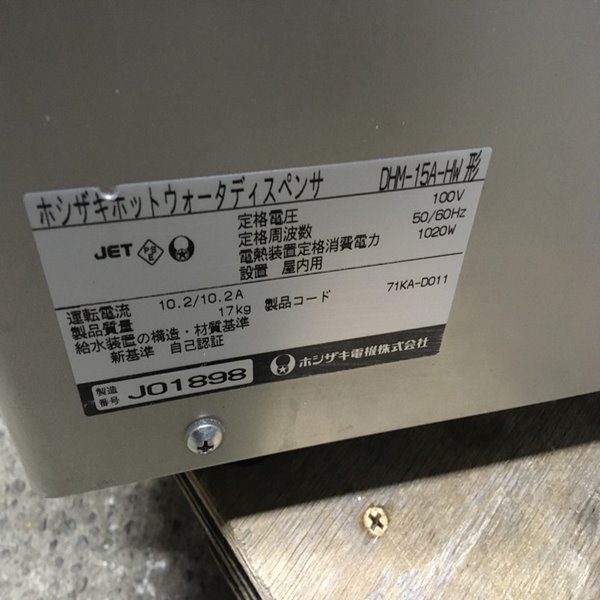 ホシザキホットウォータディスペンサ DHM-15A-HW 形
定格電圧 100V
定格周波数 50/60Hz
電熱装置定格消費電力 1020W
設置 屋内用
JET PSE
運転電流 10.2/10.2A
製品質量 17kg 製品コード 71KA-D011
給水装置の構造・材質基準
新基準 自己認証
製造番号 J01898 ホシザキ電機株式会社